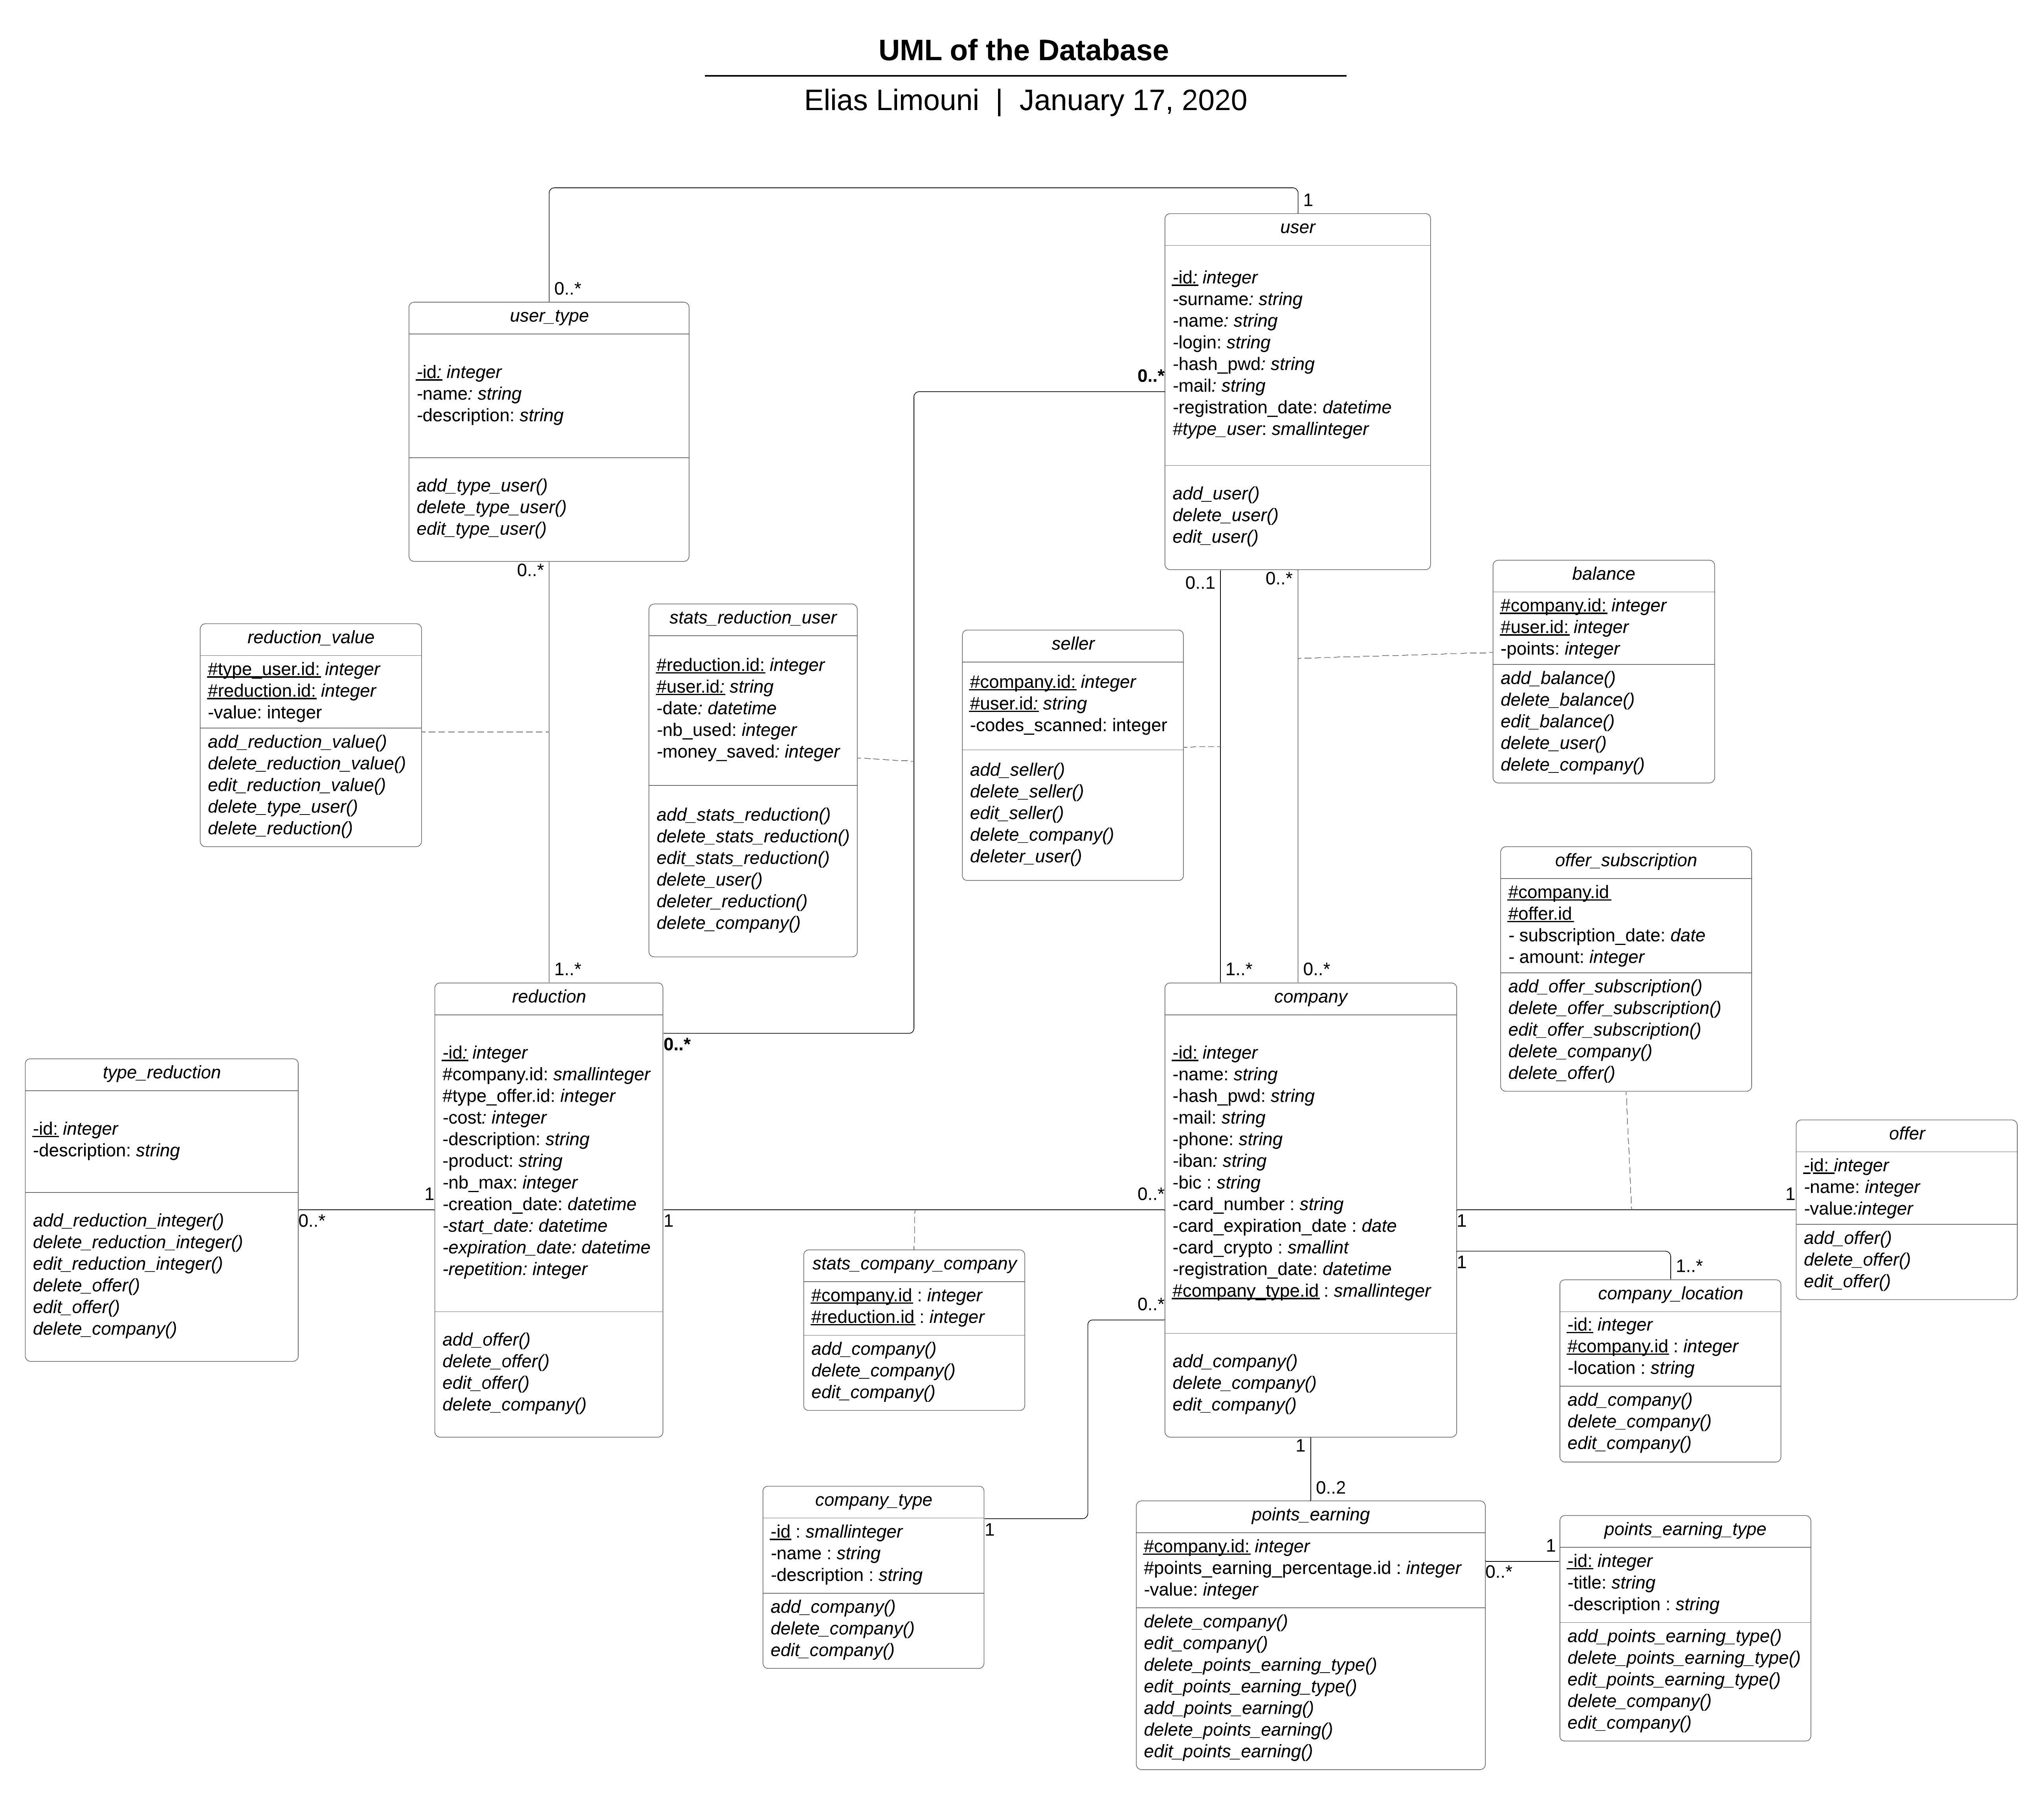 UML of the Database
Elias Limouni | January 17, 2020
1
user
-id: integer
-surname: string
-name: string
-login: string
-hash_pwd: string
-mail: string
-registration_date: datetime
#type_user: smallinteger
add_user()
delete_user()
edit_user()
0..*
0..*
user_type
-id: integer
-name: string
-description: string
add_type_user()
delete_type_user()
edit_type_user()
0..*
0..1
0..*
balance
#company.id: integer
#user.id: integer
-points: integer
add_balance()
delete_balance()
edit_balance()
delete_user()
delete_company()
reduction_value
#type_user.id: integer
#reduction.id: integer
-value: integer
add_reduction_value()
delete_reduction_value()
edit_reduction_value()
delete_type_user()
delete_reduction()
stats_reduction_user
#reduction.id: integer
#user.id: string
-date: datetime
-nb_used: integer
-money_saved: integer
add_stats_reduction()
delete_stats_reduction()
edit_stats_reduction()
delete_user()
deleter_reduction()
delete_company()
seller
#company.id: integer
#user.id: string
-codes_scanned: integer
add_seller()
delete_seller()
edit_seller()
delete_company()
deleter_user()
offer_subscription
#company.id
#offer.id
- subscription_date: date
- amount: integer
add_offer_subscription()
delete_offer_subscription()
edit_offer_subscription()
delete_company()
delete_offer()
1..*
1..*
0..*
reduction
-id: integer
#company.id: smallinteger
#type_offer.id: integer
-cost: integer
-description: string
-product: string
-nb_max: integer
-creation_date: datetime
-start_date: datetime
-expiration_date: datetime
-repetition: integer
add_offer()
delete_offer()
edit_offer()
delete_company()
0..*
company
-id: integer
-name: string
-hash_pwd: string
-mail: string
-phone: string
-iban: string
-bic : string
-card_number : string
-card_expiration_date : date
-card_crypto : smallint
-registration_date: datetime
#company_type.id : smallinteger
add_company()
delete_company()
edit_company()
type_reduction
-id: integer
-description: string
add_reduction_integer()
delete_reduction_integer()
edit_reduction_integer()
delete_offer()
edit_offer()
delete_company()
0..*
1
1
0..*
1
1
offer
-id: integer
-name: integer
-value:integer
add_offer()
delete_offer()
edit_offer()
stats_company_company
#company.id : integer
#reduction.id : integer
add_company()
delete_company()
edit_company()
0..*
1
1..*
company_location
-id: integer
#company.id : integer
-location : string
add_company()
delete_company()
edit_company()
1
0..2
company_type
-id : smallinteger
-name : string
-description : string
add_company()
delete_company()
edit_company()
1
points_earning
#company.id: integer
#points_earning_percentage.id : integer
-value: integer
delete_company()
edit_company()
delete_points_earning_type()
edit_points_earning_type()
add_points_earning()
delete_points_earning()
edit_points_earning()
1
0..*
points_earning_type
-id: integer
-title: string
-description : string
add_points_earning_type()
delete_points_earning_type()
edit_points_earning_type()
delete_company()
edit_company()